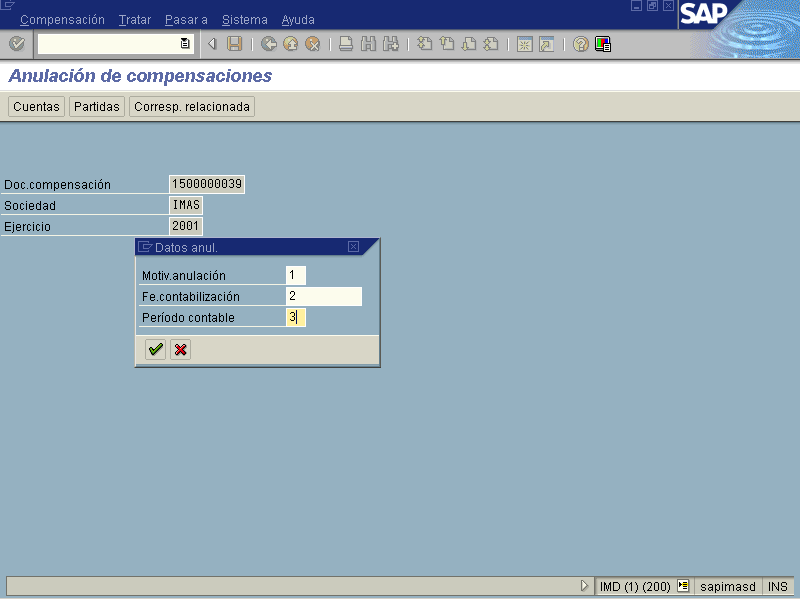 Compensación Tratar Pasar a Sistema Ayuda
SAP
Anulación de compensaciones
Cuentas Partidas Corresp. relacionada
Doc.compensación 1500000039
Sociedad IMAS
Ejercicio 2001
Datos anul.
Motiv.anulación 1
Fe.contabilización 2
Período contable 3
IMD (1) (200) sapimasd INS